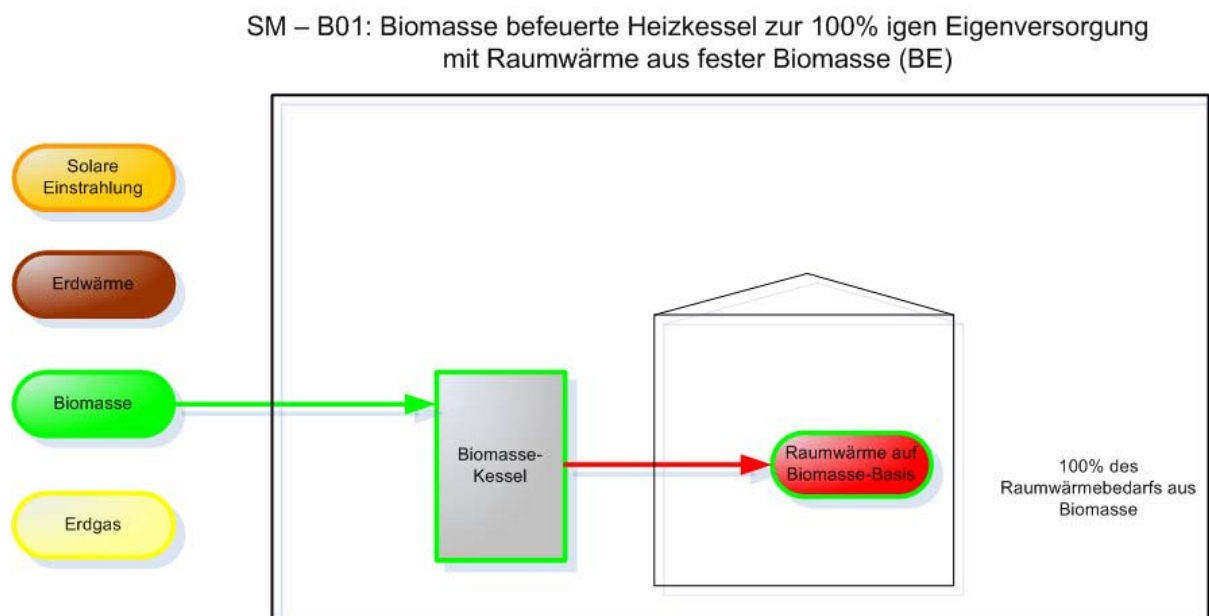 SM – B01: Biomasse befeuerte Heizkessel zur 100% igen Eigenversorgung
mit Raumwärme aus fester Biomasse (BE)
Solare
Einstrahlung
Erdwärme
Biomasse
Erdgas
Biomasse-
Kessel
Raumwärme auf
Biomasse-Basis
100% des
Raumwärmebedarfs aus
Biomasse